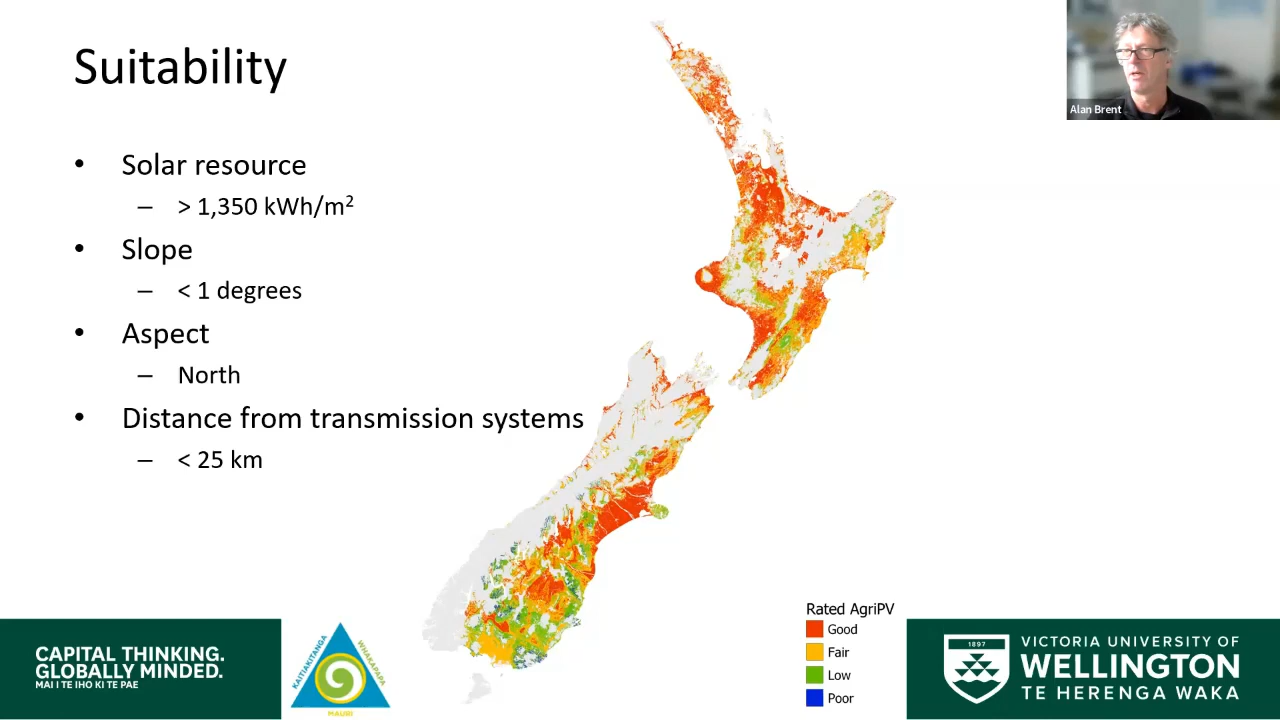 Suitability
Alan Brent
• Solar resource
– > 1,350 kWh/m²
• Slope
– < 1 degrees
• Aspect
– North
• Distance from transmission systems
– < 25 km
Rated AgriPV
Good
Fair
Low
Poor
CAPITAL THINKING.
GLOBALLY MINDED.
MAI I TE IHO KI TE PAE
KAITIAKITANGA
WHAKAPAPA
MAURI
1897
VICTORIA UNIVERSITY OF
WELLINGTON
TE HERENGA WAKA